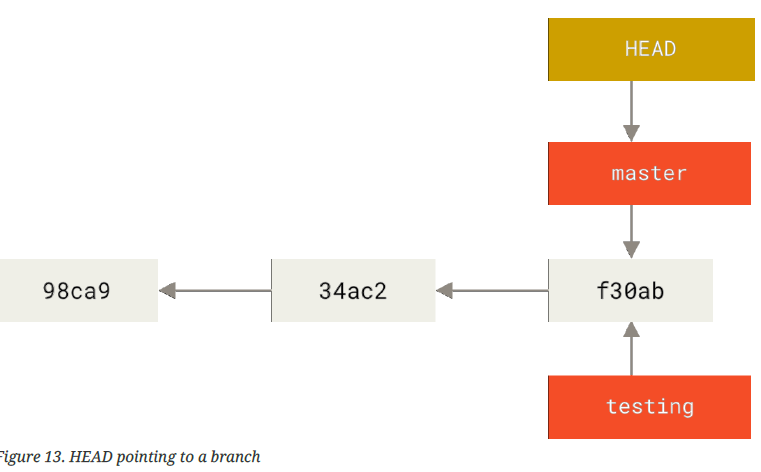 HEAD
master
98ca9 34ac2 f30ab
testing
Figure 13. HEAD pointing to a branch